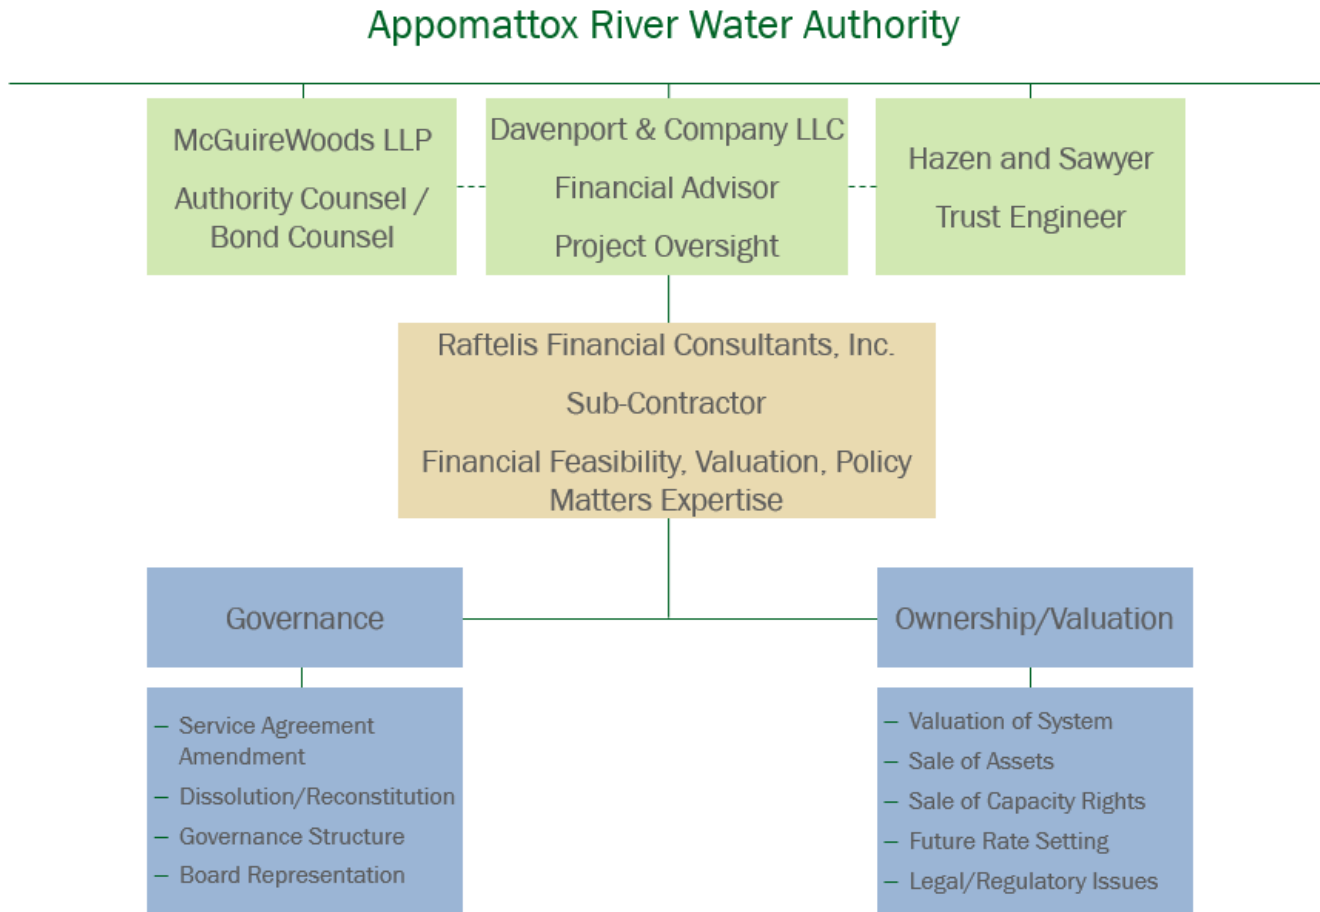 Appomattox River Water Authority
McGuireWoods LLP
Authority Counsel /
Bond Counsel
Davenport & Company LLC
Financial Advisor
Project Oversight
Hazen and Sawyer
Trust Engineer
Raftelis Financial Consultants, Inc.
Sub-Contractor
Financial Feasibility, Valuation, Policy
Matters Expertise
Governance
– Service Agreement
Amendment
– Dissolution/Reconstitution
– Governance Structure
– Board Representation
Ownership/Valuation
– Valuation of System
– Sale of Assets
– Sale of Capacity Rights
– Future Rate Setting
– Legal/Regulatory Issues